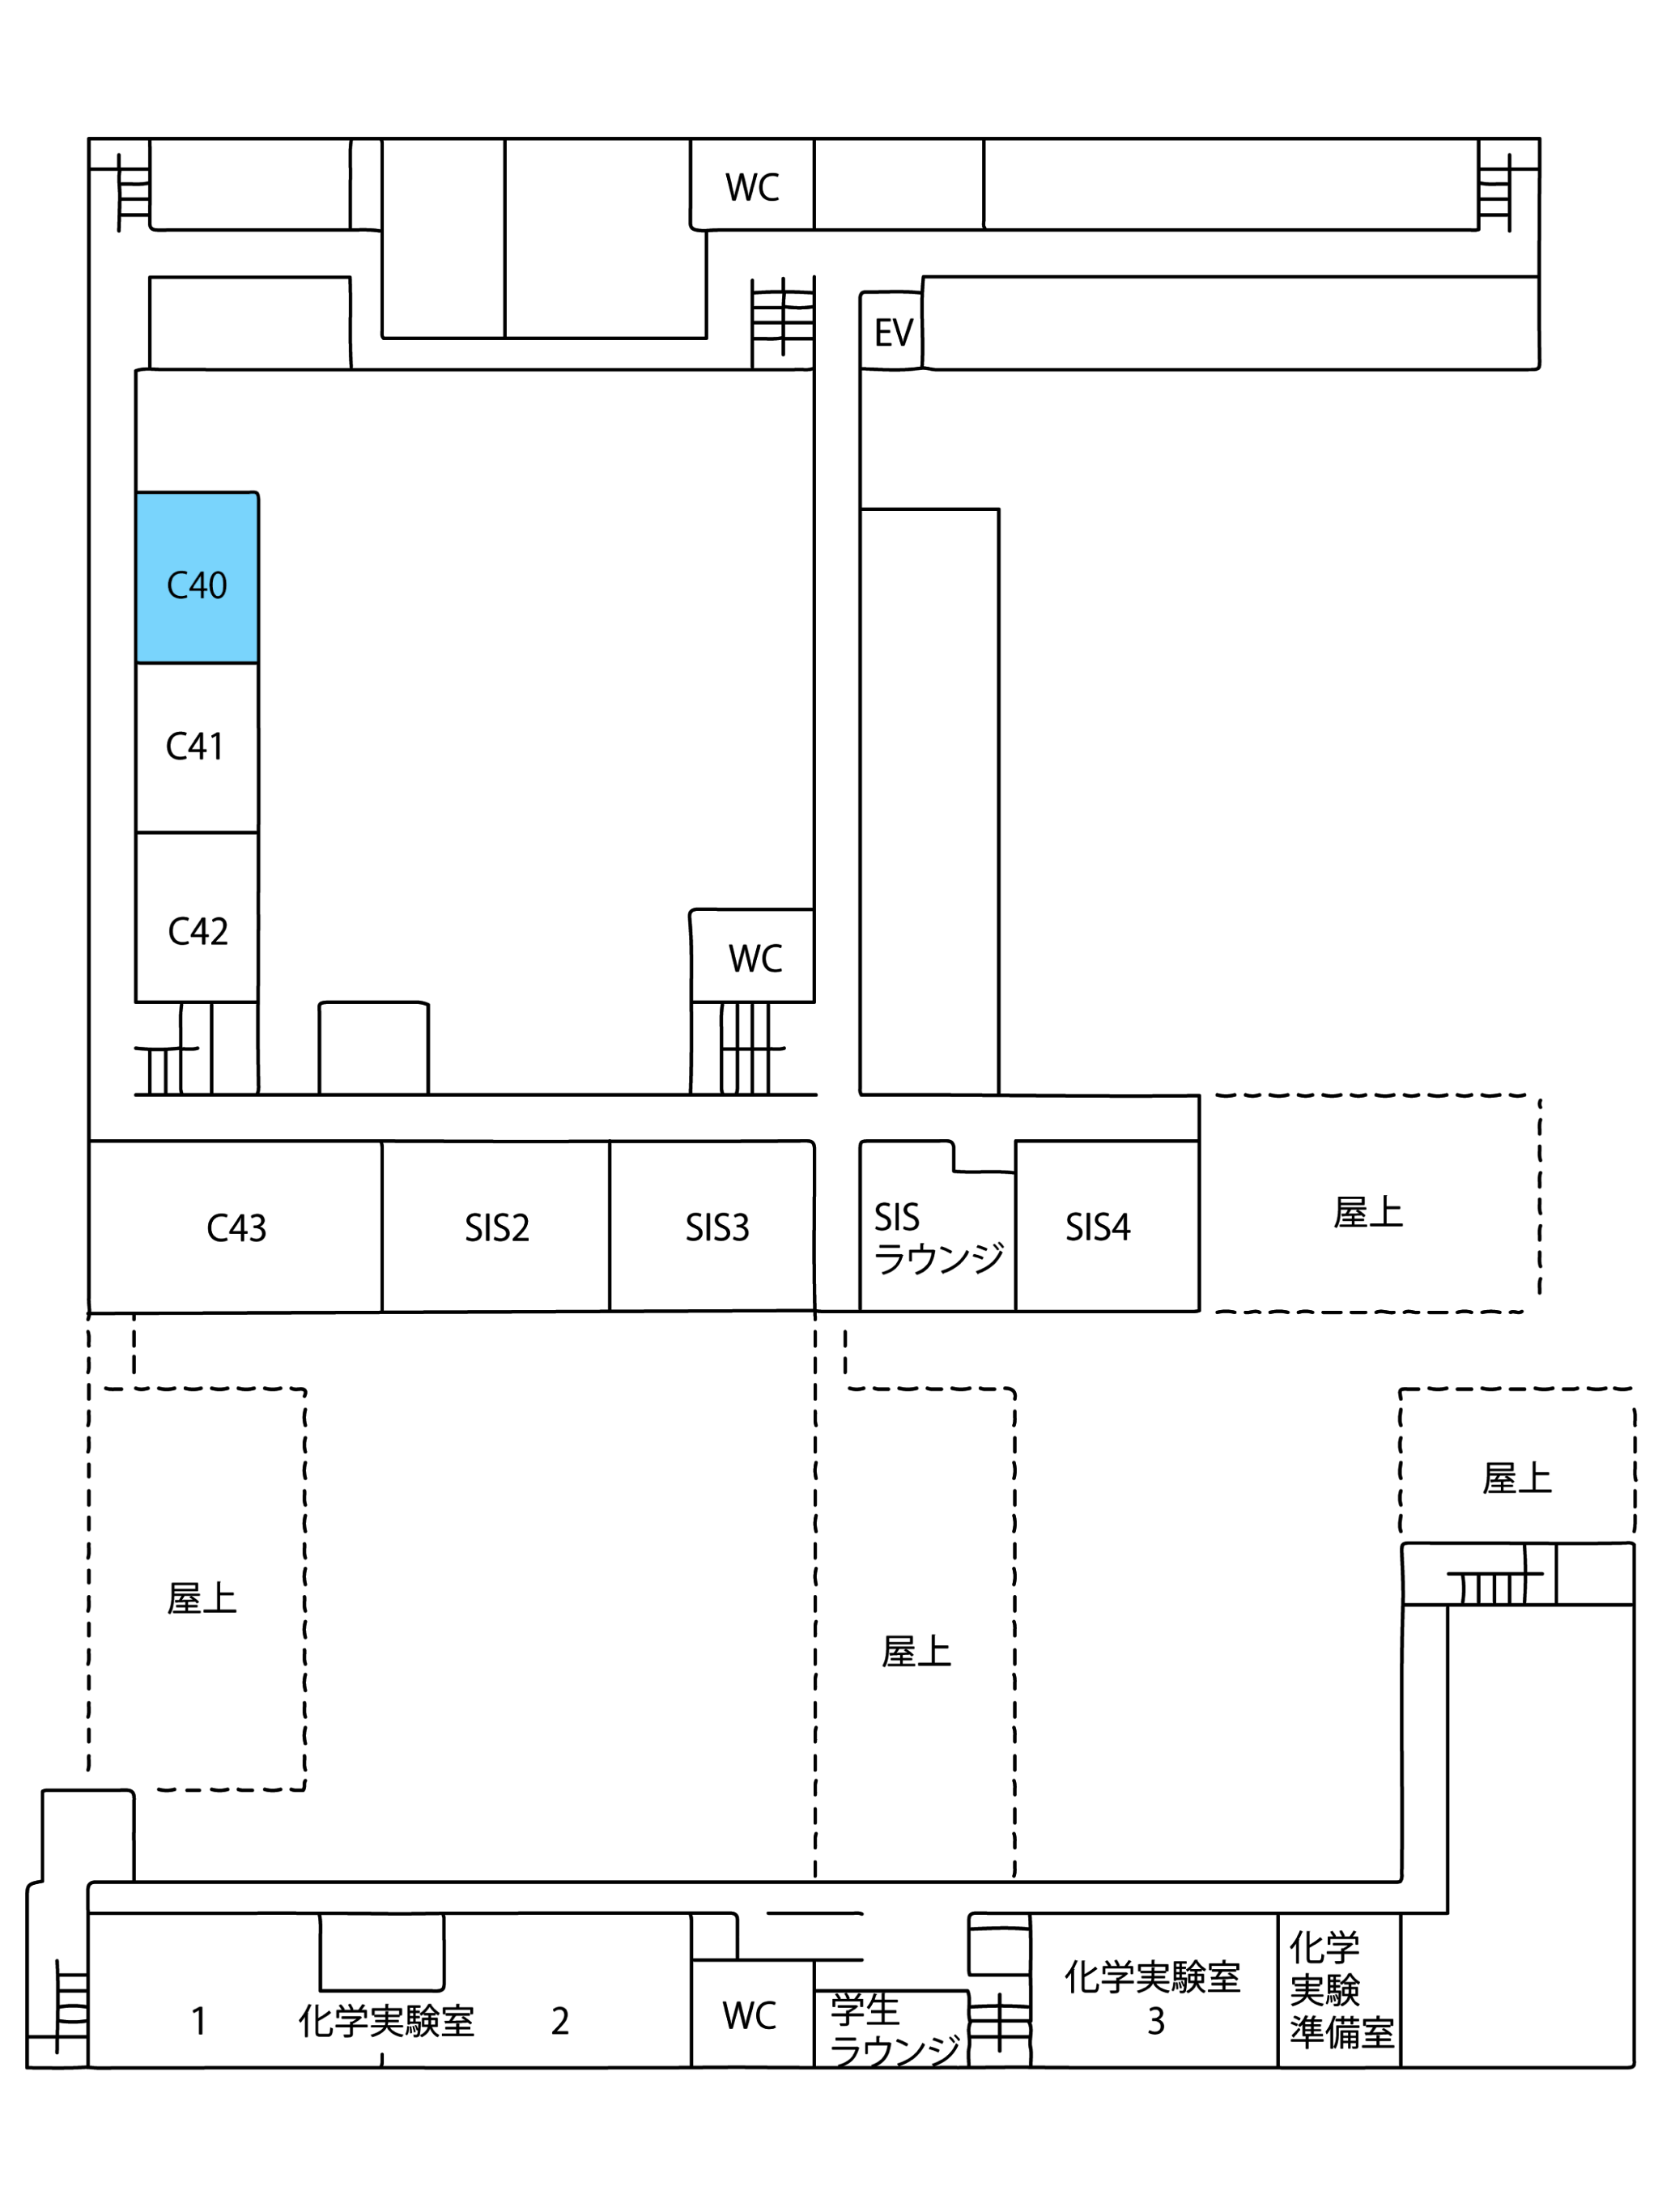 WC
EV
C40
C41
C42
WC
C43
SIS2
SIS3
SIS
ラウンジ
SIS4
屋上
屋上
屋上
屋上
1
化学実験室
2
WC
学生
ラウンジ
化学実験室
3
化学
実験
準備室